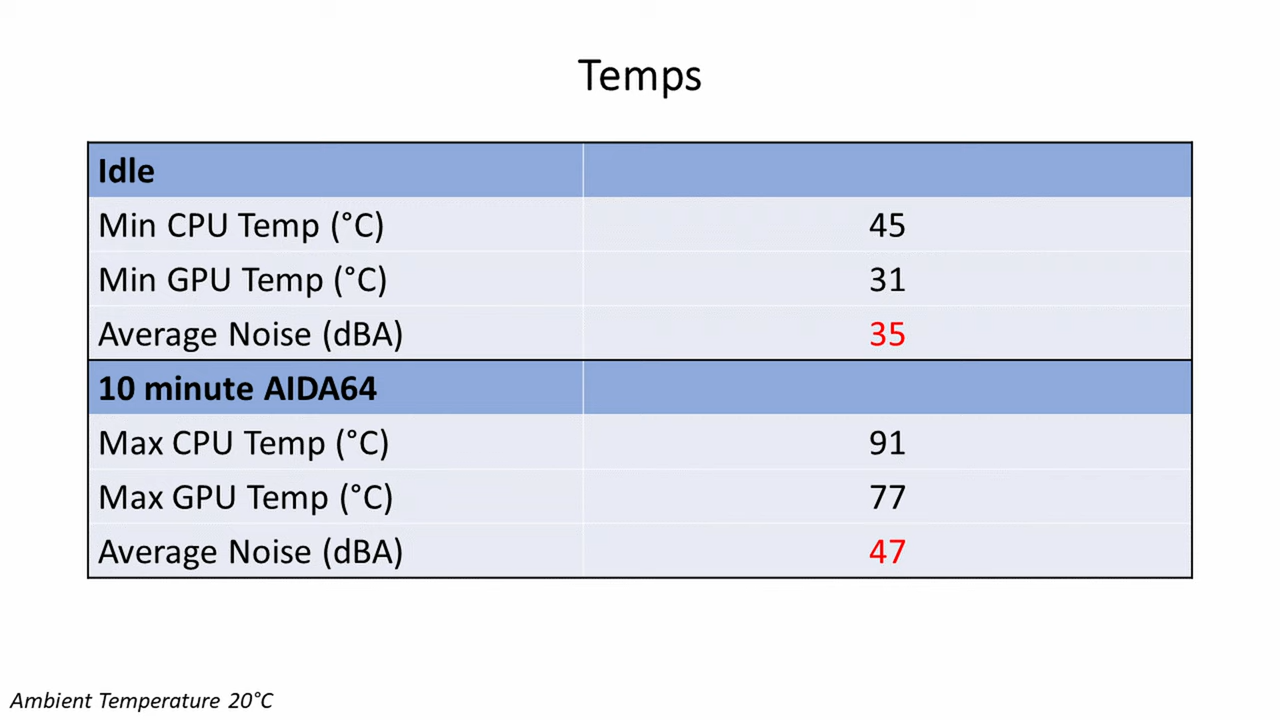 Temps
Idle
Min CPU Temp (°C) 45
Min GPU Temp (°C) 31
Average Noise (dBA) 35
10 minute AIDA64
Max CPU Temp (°C) 91
Max GPU Temp (°C) 77
Average Noise (dBA) 47
Ambient Temperature 20°C